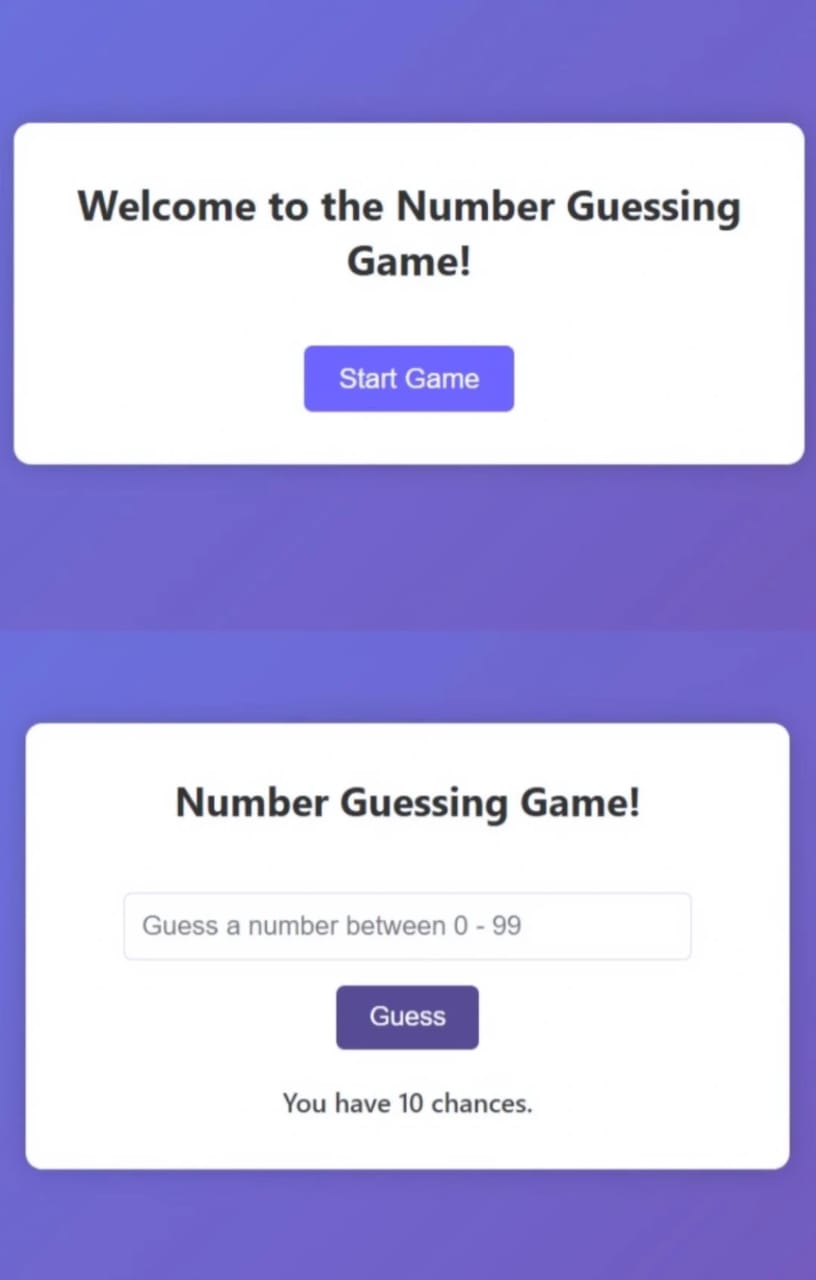 Welcome to the Number Guessing
Game!
Start Game
Number Guessing Game!
Guess a number between 0 - 99
Guess
You have 10 chances.